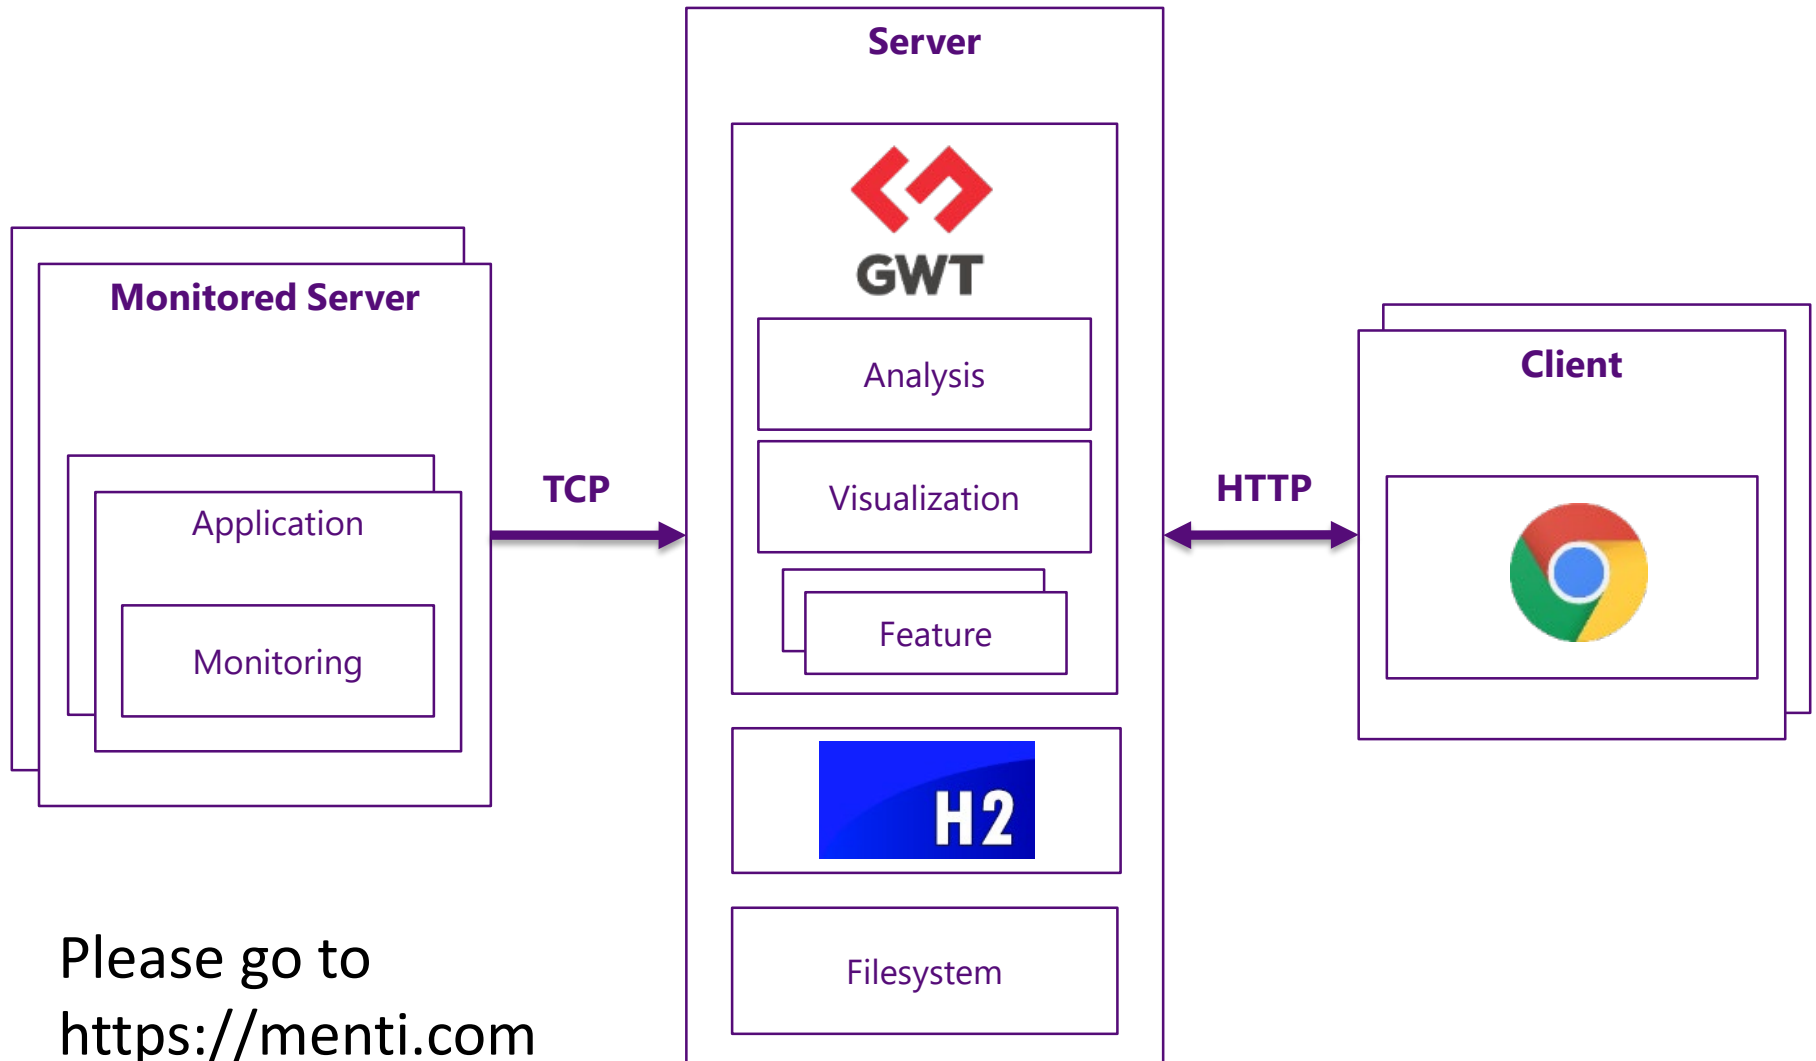 Server
GWT
Monitored Server
Analysis
Client
TCP
HTTP
Visualization
Application
Feature
Monitoring
H2
Please go to
https://menti.com
Filesystem